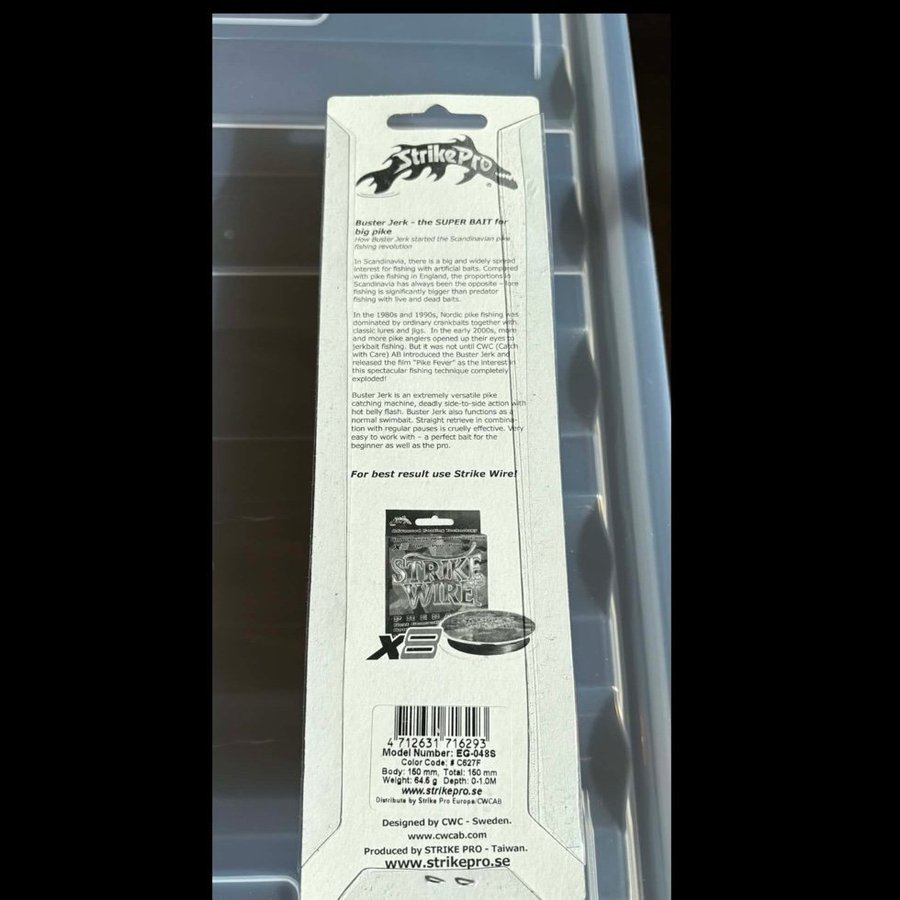 StrikePro
®
Buster Jerk - the SUPER BAIT for
big pike
How Buster Jerk started the Scandinavian pike
fishing revolution
In Scandinavia, there is a big and widely spread
interest for fishing with artificial baits. Compared
with pike fishing in England, the proportions in
Scandinavia has always been the opposite – lure
fishing is significantly bigger than predator
fishing with live and dead baits.
In the 1980s and 1990s, Nordic pike fishing was
dominated by ordinary crankbaits together with
classic lures and jigs. In the early 2000s, more
and more pike anglers opened up their eyes to
jerkbait fishing. But it was not until CWC (Catch
with Care) AB introduced the Buster Jerk and
released the film "Pike Fever" as the interest in
this spectacular fishing technique completely
exploded!
Buster Jerk is an extremely versatile pike
catching machine, deadly side-to-side action with
hot belly flash. Buster Jerk also functions as a
normal swimbait. Straight retrieve in combina-
tion with regular pauses is cruelly effective. Very
easy to work with – a perfect bait for the
beginner as well as the pro.
For best result use Strike Wire!
Advanced Coating Technology
X8
STRIKE
WIRE
X8
4 712631 716293
Model Number: EG-048S
Color Code: # C627F
Body: 150 mm, Total: 150 mm
Weight: 64.5 g Depth: 0-1.0M
www.strikepro.se
Distribute by Strike Pro Europe/CWCAB
Designed by CWC - Sweden.
www.cwcab.com
Produced by STRIKE PRO - Taiwan.
www.strikepro.se